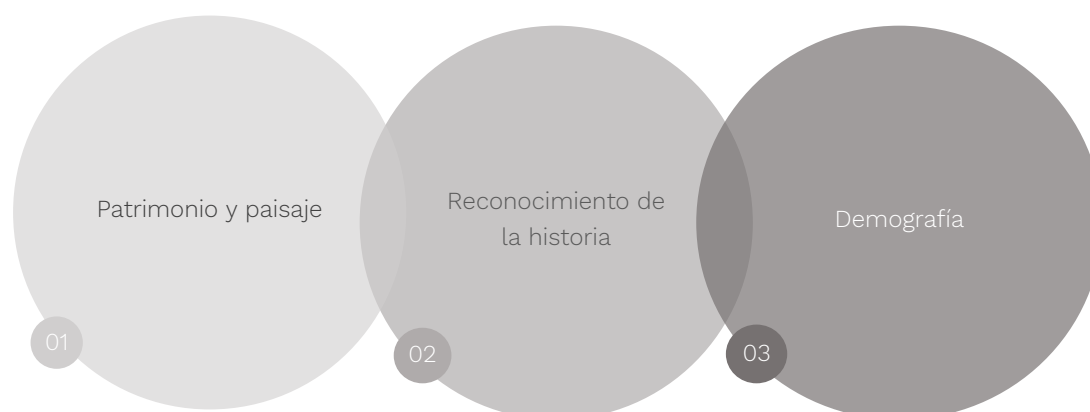 Patrimonio y paisaje
01
Reconocimiento de
la historia
02
Demografía
03